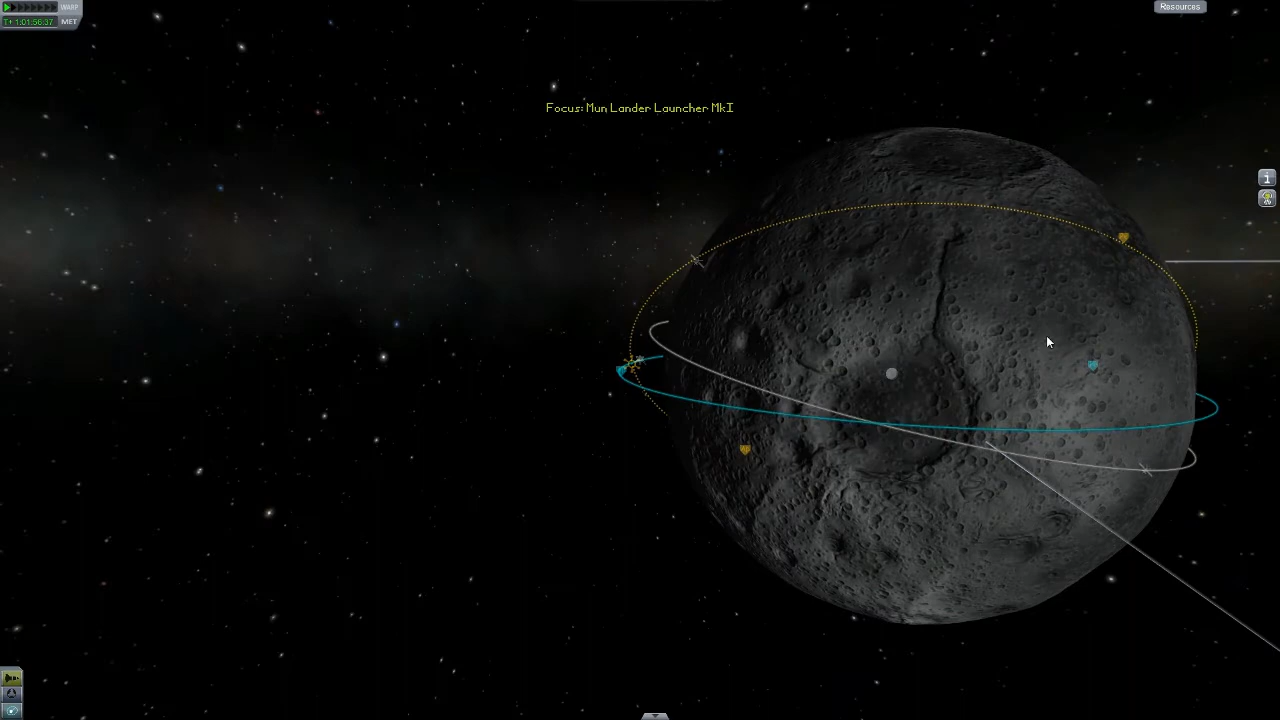 WARP
T+ 1:01:56:37 MET
Resources
Focus: Mun Lander Launcher MkI